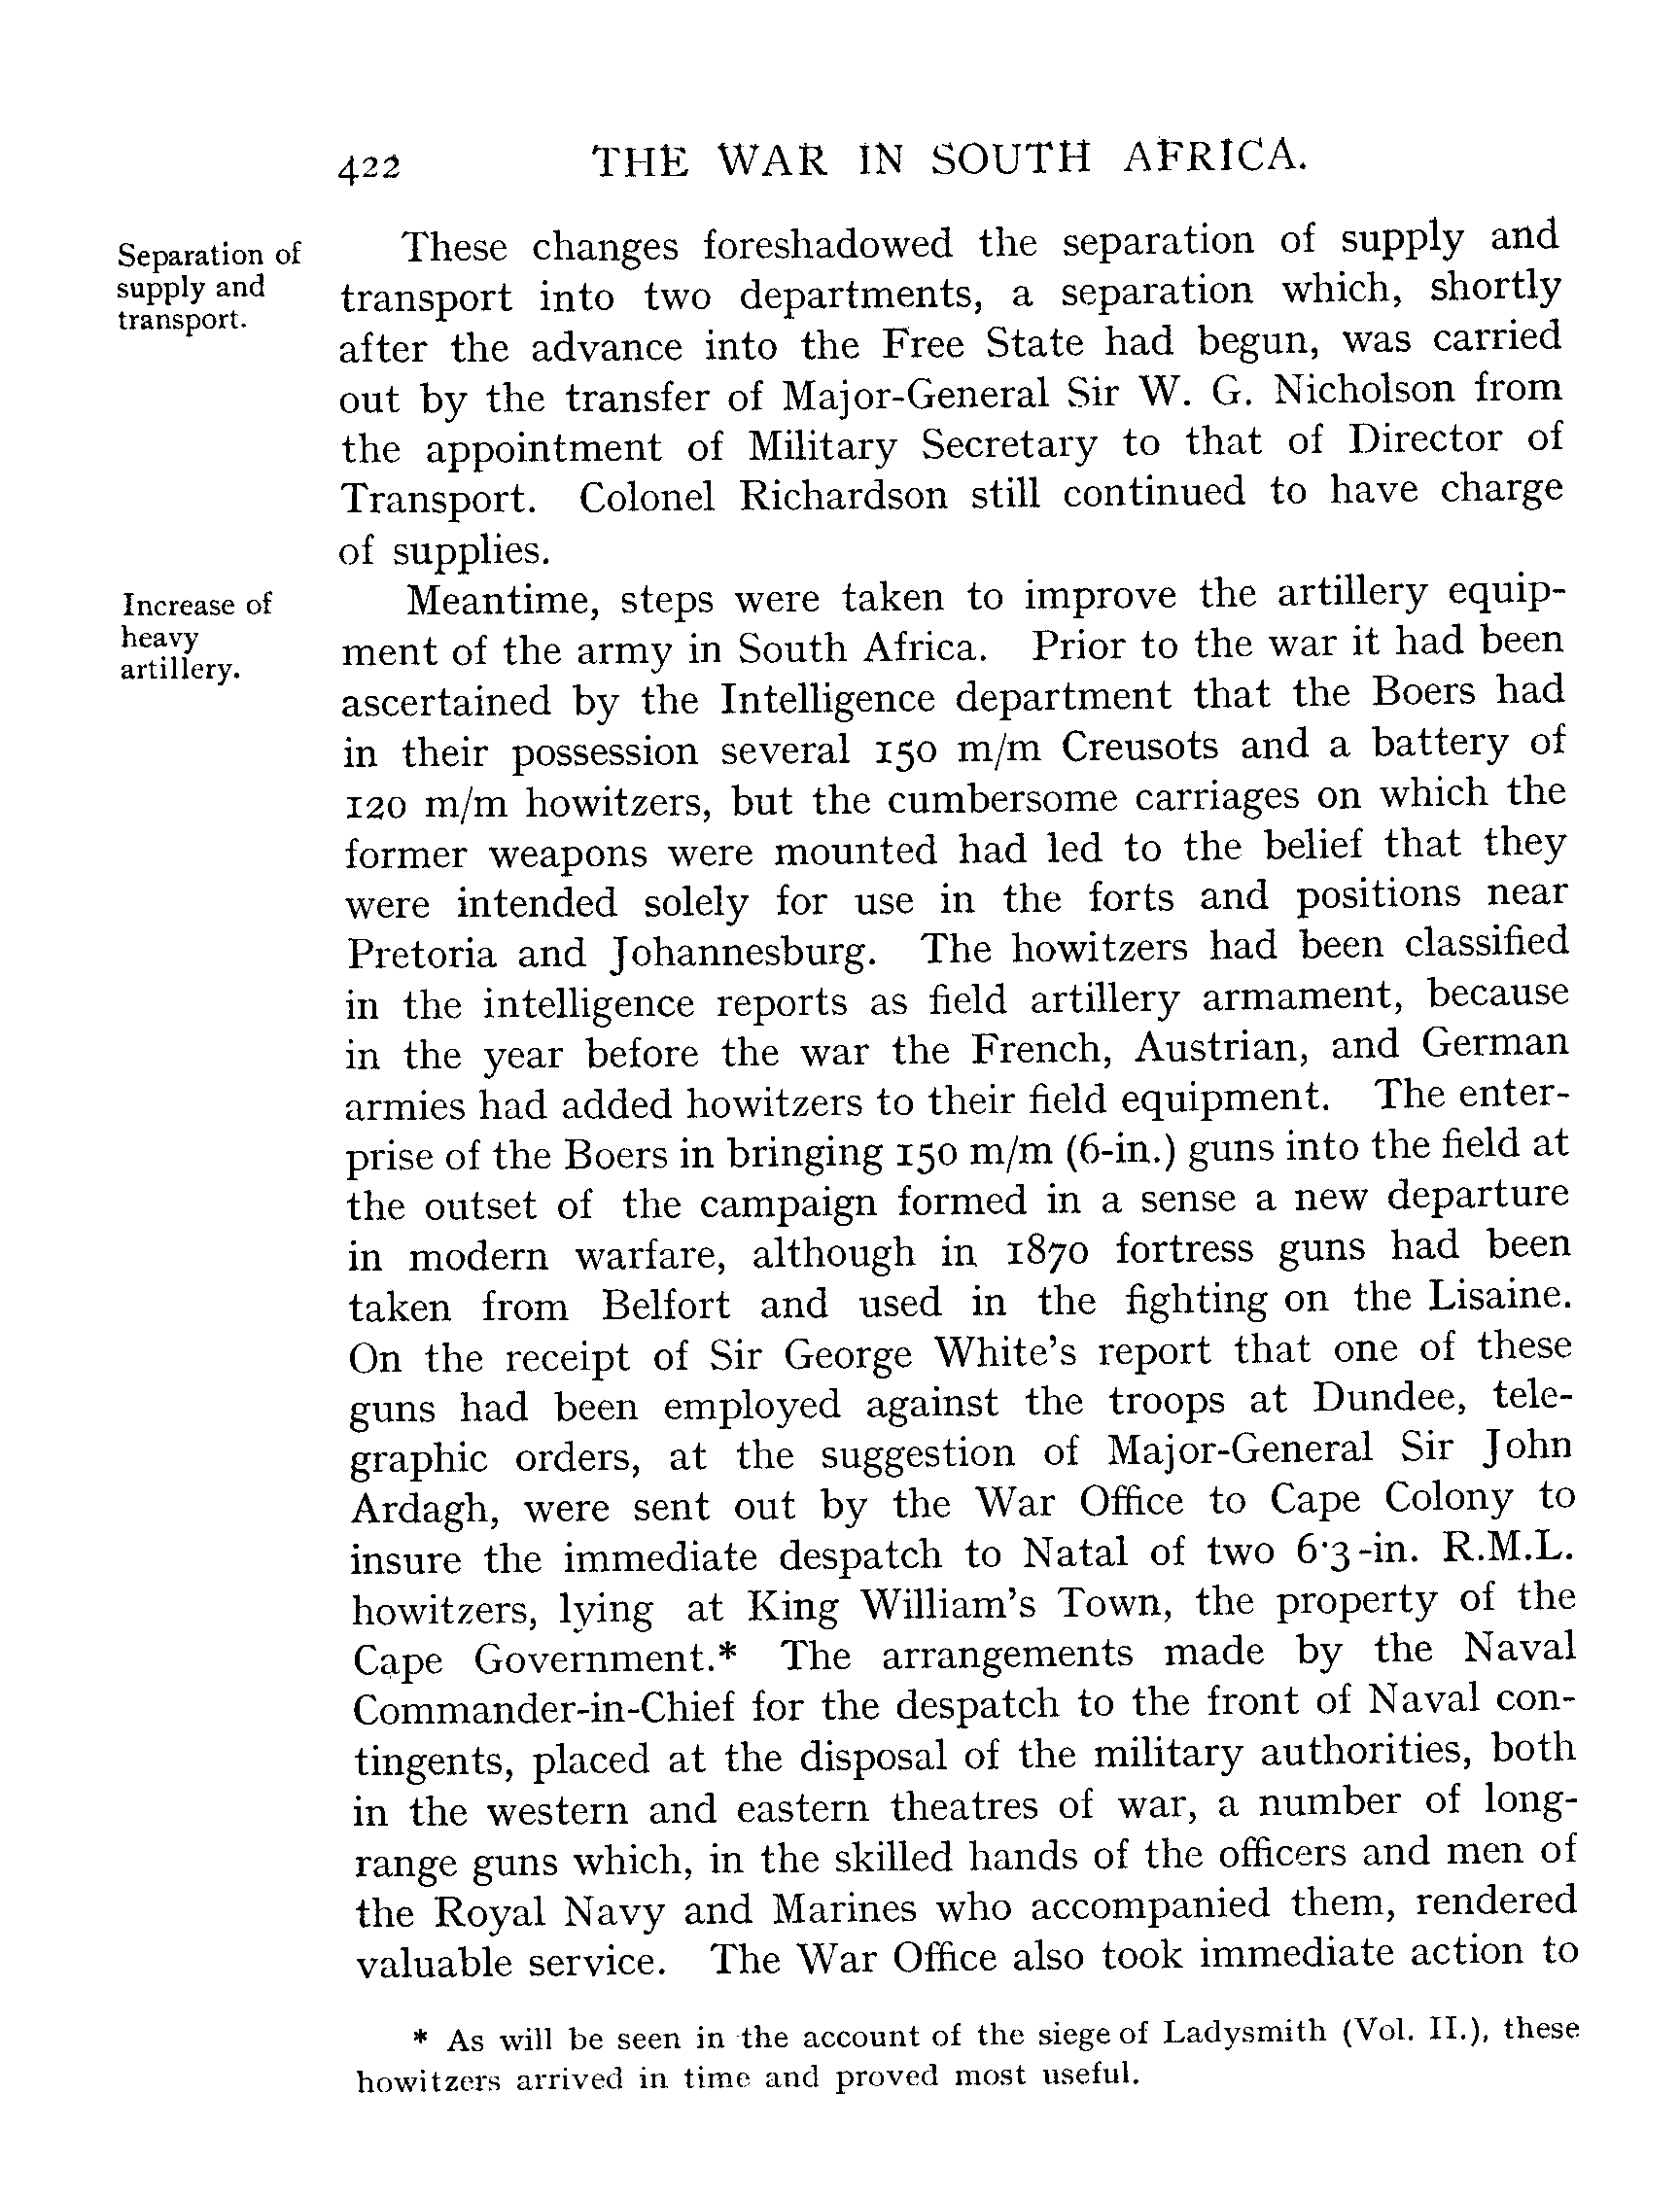 422 THE WAR IN SOUTH AFRICA.
Separation of
supply and
transport.
These changes foreshadowed the separation of supply and
transport into two departments, a separation which, shortly
after the advance into the Free State had begun, was carried
out by the transfer of Major-General Sir W. G. Nicholson from
the appointment of Military Secretary to that of Director of
Transport. Colonel Richardson still continued to have charge
of supplies.
Increase of
heavy
artillery.
Meantime, steps were taken to improve the artillery equip-
ment of the army in South Africa. Prior to the war it had been
ascertained by the Intelligence department that the Boers had
in their possession several 150 m/m Creusots and a battery of
120 m/m howitzers, but the cumbersome carriages on which the
former weapons were mounted had led to the belief that they
were intended solely for use in the forts and positions near
Pretoria and Johannesburg. The howitzers had been classified
in the intelligence reports as field artillery armament, because
in the year before the war the French, Austrian, and German
armies had added howitzers to their field equipment. The enter-
prise of the Boers in bringing 150 m/m (6-in.) guns into the field at
the outset of the campaign formed in a sense a new departure
in modern warfare, although in 1870 fortress guns had been
taken from Belfort and used in the fighting on the Lisaine.
On the receipt of Sir George White's report that one of these
guns had been employed against the troops at Dundee, tele-
graphic orders, at the suggestion of Major-General Sir John
Ardagh, were sent out by the War Office to Cape Colony to
insure the immediate despatch to Natal of two 6·3-in. R.M.L.
howitzers, lying at King William's Town, the property of the
Cape Government.* The arrangements made by the Naval
Commander-in-Chief for the despatch to the front of Naval con-
tingents, placed at the disposal of the military authorities, both
in the western and eastern theatres of war, a number of long-
range guns which, in the skilled hands of the officers and men of
the Royal Navy and Marines who accompanied them, rendered
valuable service. The War Office also took immediate action to
* As will be seen in the account of the siege of Ladysmith (Vol. II.), these
howitzers arrived in time and proved most useful.